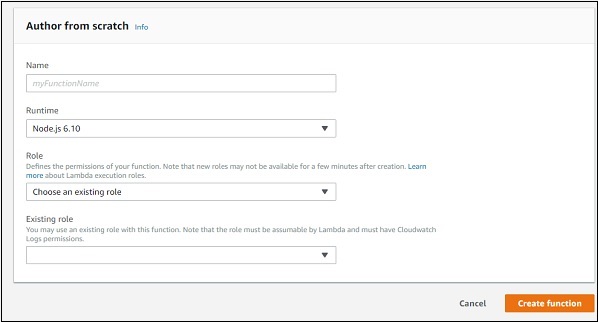 Author from scratch Info
Name
myFunctionName
Runtime
Node.js 6.10
Role
Defines the permissions of your function. Note that new roles may not be available for a few minutes after creation. Learn
more about Lambda execution roles.
Choose an existing role
Existing role
You may use an existing role with this function. Note that the role must be assumable by Lambda and must have Cloudwatch
Logs permissions.
Cancel Create function